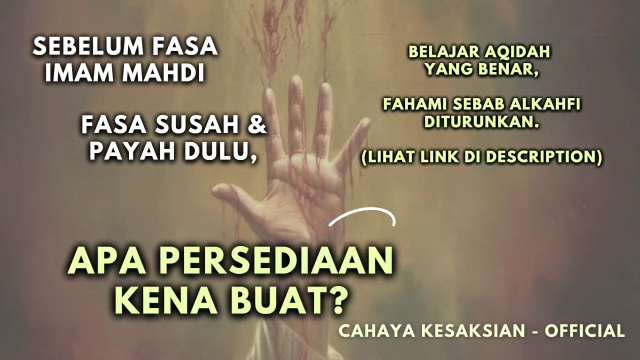 SEBELUM FASA
IMAM MAHDI
FASA SUSAH &
PAYAH DULU,
BELAJAR AQIDAH
YANG BENAR,
FAHAMI SEBAB ALKAHFI
DITURUNKAN.
(LIHAT LINK DI DESCRIPTION)
APA PERSEDIAAN
KENA BUAT?
CAHAYA KESAKSIAN - OFFICIAL